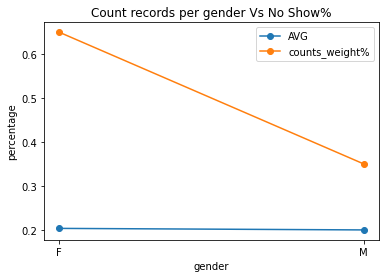 Count records per gender Vs No Show%
AVG
counts_weight%
percentage
0.6
0.5
0.4
0.3
0.2
F
M
gender